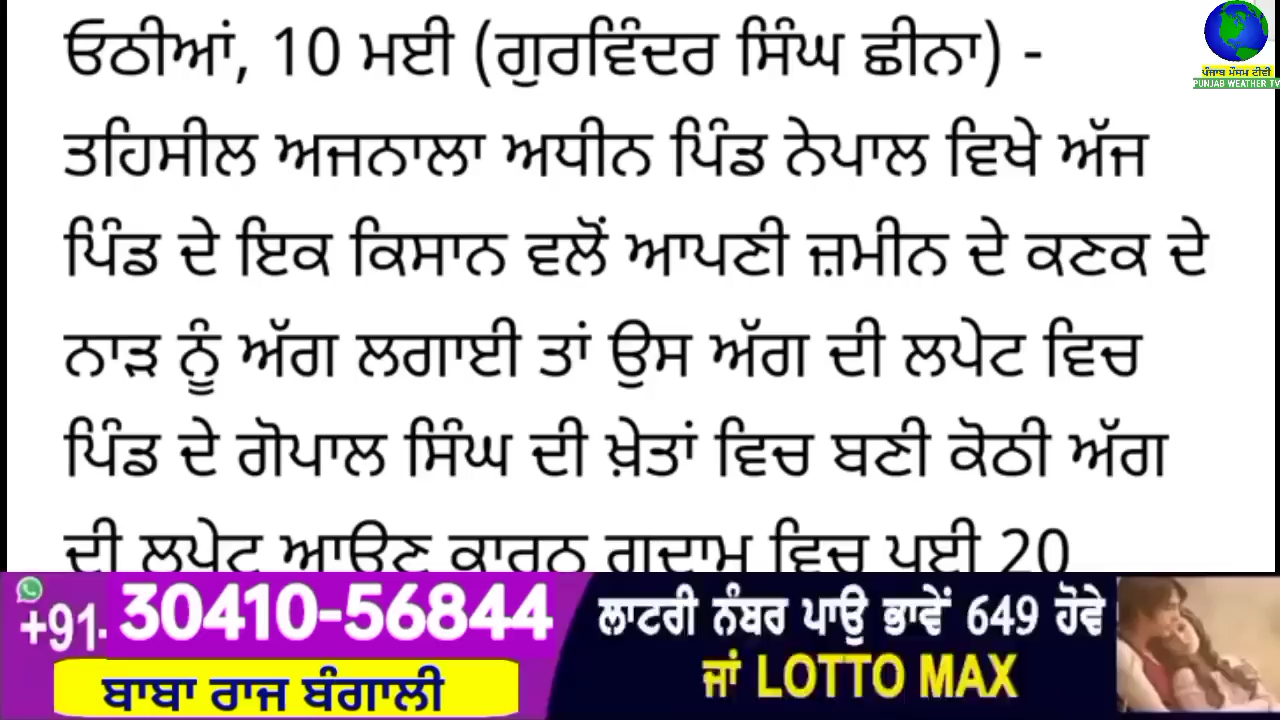 ਓਠੀਆਂ, 10 ਮਈ (ਗੁਰਵਿੰਦਰ ਸਿੰਘ ਛੀਨਾ) -
ਤਹਿਸੀਲ ਅਜਨਾਲਾ ਅਧੀਨ ਪਿੰਡ ਨੇਪਾਲ ਵਿਖੇ ਅੱਜ
ਪਿੰਡ ਦੇ ਇਕ ਕਿਸਾਨ ਵਲੋਂ ਆਪਣੀ ਜ਼ਮੀਨ ਦੇ ਕਣਕ ਦੇ
ਨਾੜ ਨੂੰ ਅੱਗ ਲਗਾਈ ਤਾਂ ਉਸ ਅੱਗ ਦੀ ਲਪੇਟ ਵਿਚ
ਪਿੰਡ ਦੇ ਗੋਪਾਲ ਸਿੰਘ ਦੀ ਖ਼ੇਤਾਂ ਵਿਚ ਬਣੀ ਕੋਠੀ ਅੱਗ
ਦੀ ਲਪੇਟ ਆਉਣ ਕਾਰਨ ਗੁਦਾਮ ਵਿਚ ਪਈ 20
ਪੰਜਾਬ ਮੌਸਮ ਟੀਵੀ
PUNJAB WEATHER TV
+91- 30410-56844
ਬਾਬਾ ਰਾਜ ਬੰਗਾਲੀ
ਲਾਟਰੀ ਨੰਬਰ ਪਾਉ ਭਾਵੇਂ 649 ਹੋਵੇ
ਜਾਂ LOTTO MAX